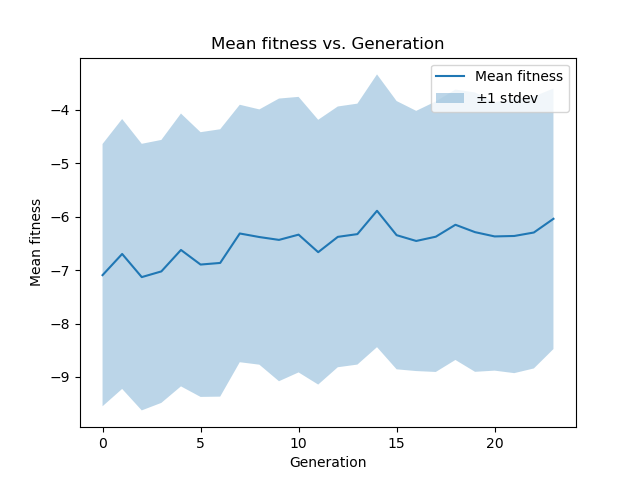 Mean fitness vs. Generation
Mean fitness
±1 stdev
−4
−5
−6
−7
−8
−9
Mean fitness
0
5
10
15
20
Generation